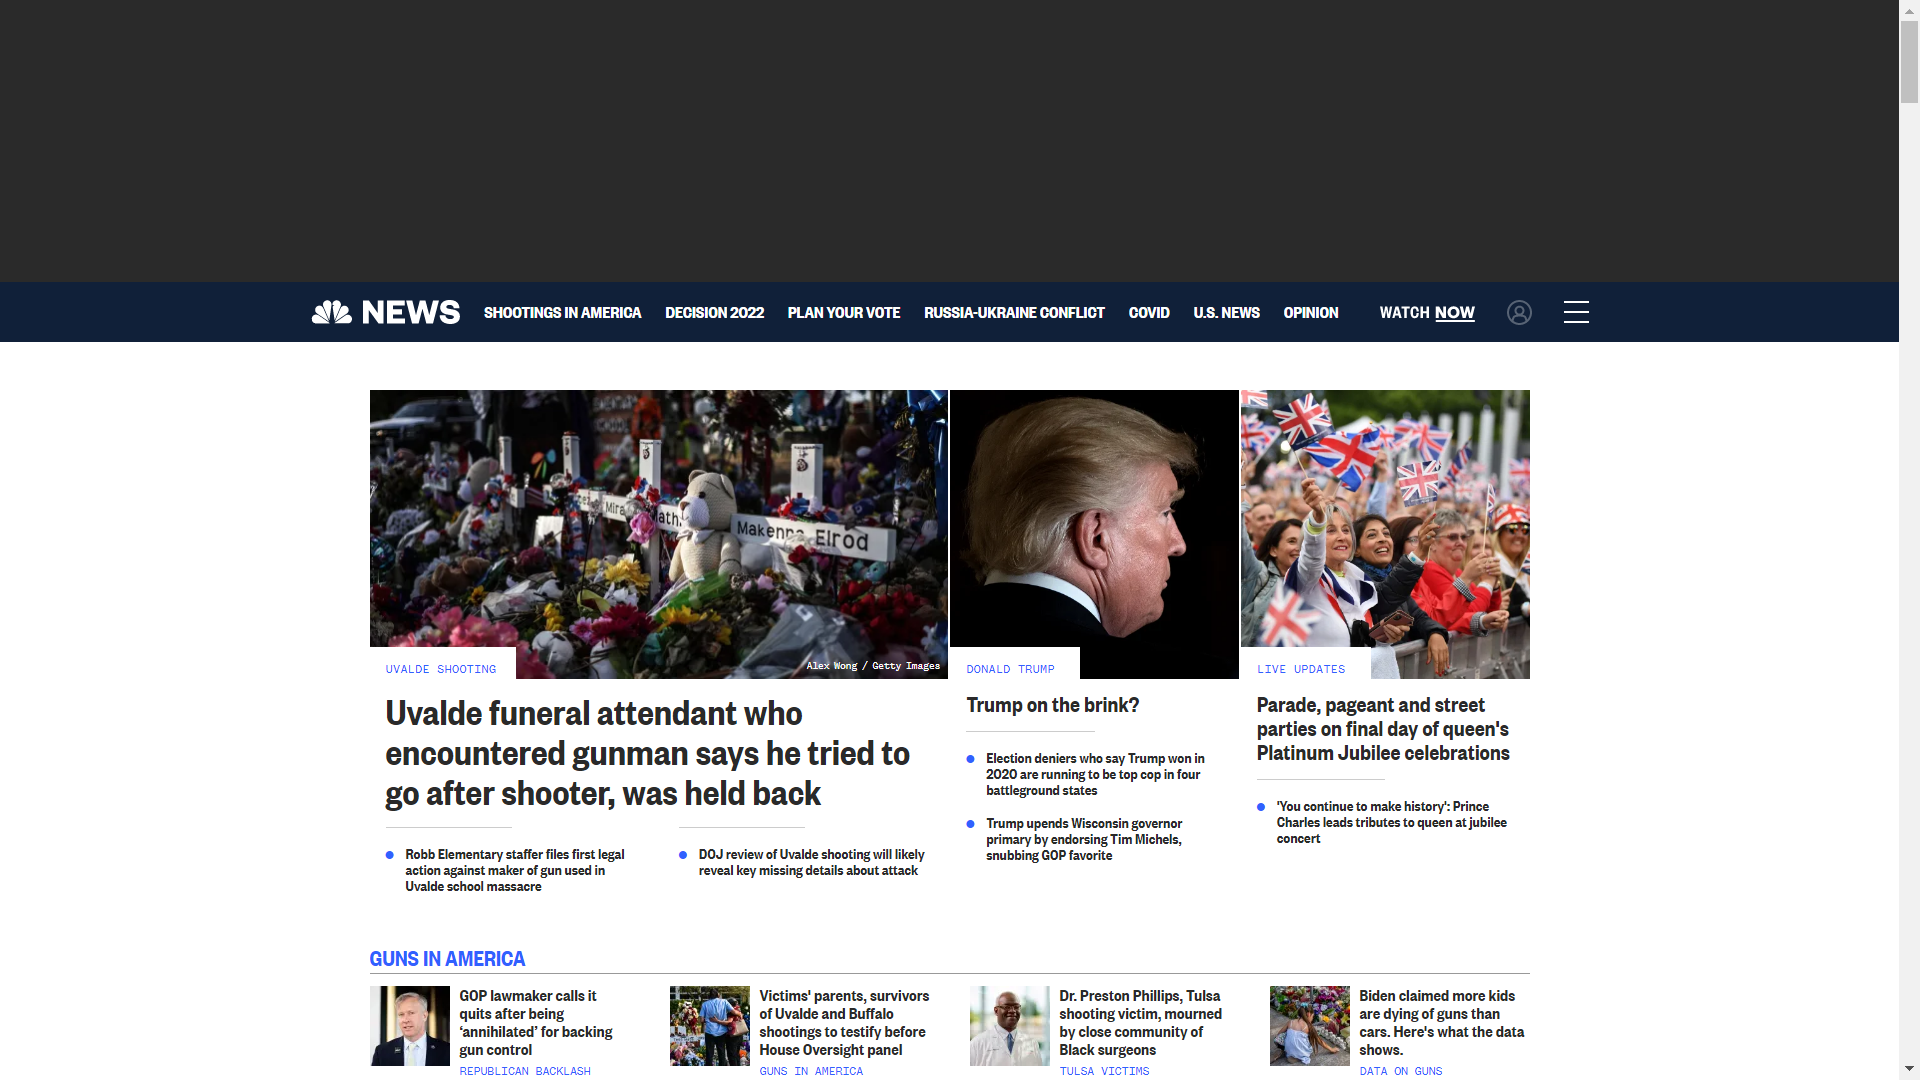 NEWS SHOOTINGS IN AMERICA DECISION 2022 PLAN YOUR VOTE RUSSIA-UKRAINE CONFLICT COVID U.S. NEWS OPINION WATCH NOW
Makenna Elrod
Alex Wong / Getty Images
UVALDE SHOOTING
Uvalde funeral attendant who
encountered gunman says he tried to
go after shooter, was held back
Robb Elementary staffer files first legal
action against maker of gun used in
Uvalde school massacre
DOJ review of Uvalde shooting will likely
reveal key missing details about attack
DONALD TRUMP
Trump on the brink?
Election deniers who say Trump won in
2020 are running to be top cop in four
battleground states
Trump upends Wisconsin governor
primary by endorsing Tim Michels,
snubbing GOP favorite
LIVE UPDATES
Parade, pageant and street
parties on final day of queen's
Platinum Jubilee celebrations
'You continue to make history': Prince
Charles leads tributes to queen at jubilee
concert
GUNS IN AMERICA
GOP lawmaker calls it
quits after being
‘annihilated’ for backing
gun control
REPUBLICAN BACKLASH
Victims' parents, survivors
of Uvalde and Buffalo
shootings to testify before
House Oversight panel
GUNS IN AMERICA
Dr. Preston Phillips, Tulsa
shooting victim, mourned
by close community of
Black surgeons
TULSA VICTIMS
Biden claimed more kids
are dying of guns than
cars. Here's what the data
shows.
DATA ON GUNS